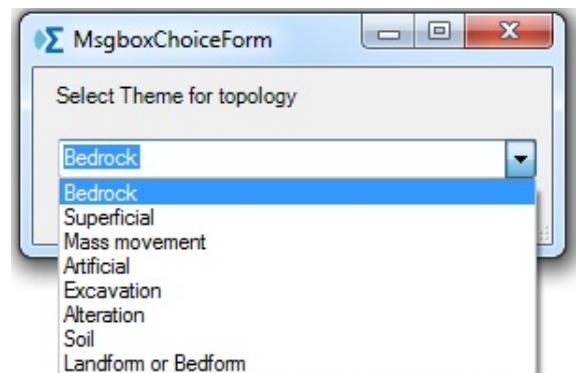 MsgboxChoiceForm
Select Theme for topology
Bedrock
Bedrock
Superficial
Mass movement
Artificial
Excavation
Alteration
Soil
Landform or Bedform